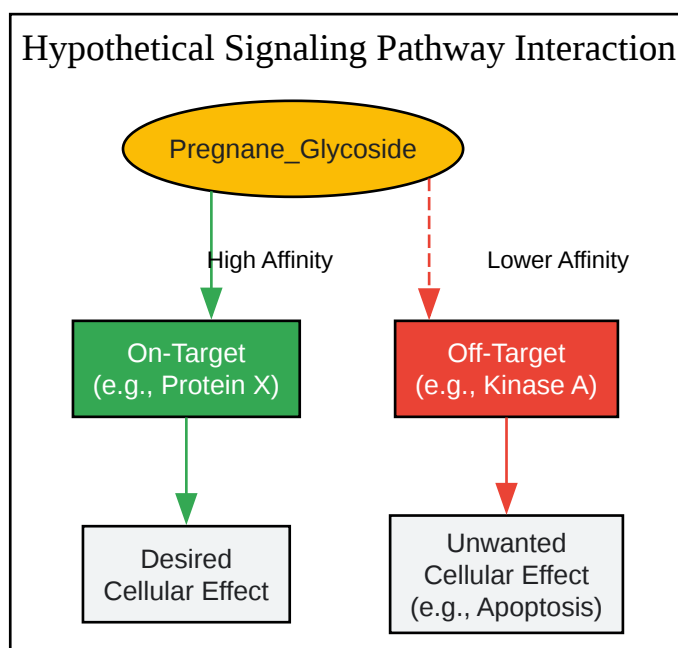 Hypothetical Signaling Pathway Interaction
Pregnane_Glycoside
High Affinity
Lower Affinity
On-Target
(e.g., Protein X)
Off-Target
(e.g., Kinase A)
Desired
Cellular Effect
Unwanted
Cellular Effect
(e.g., Apoptosis)